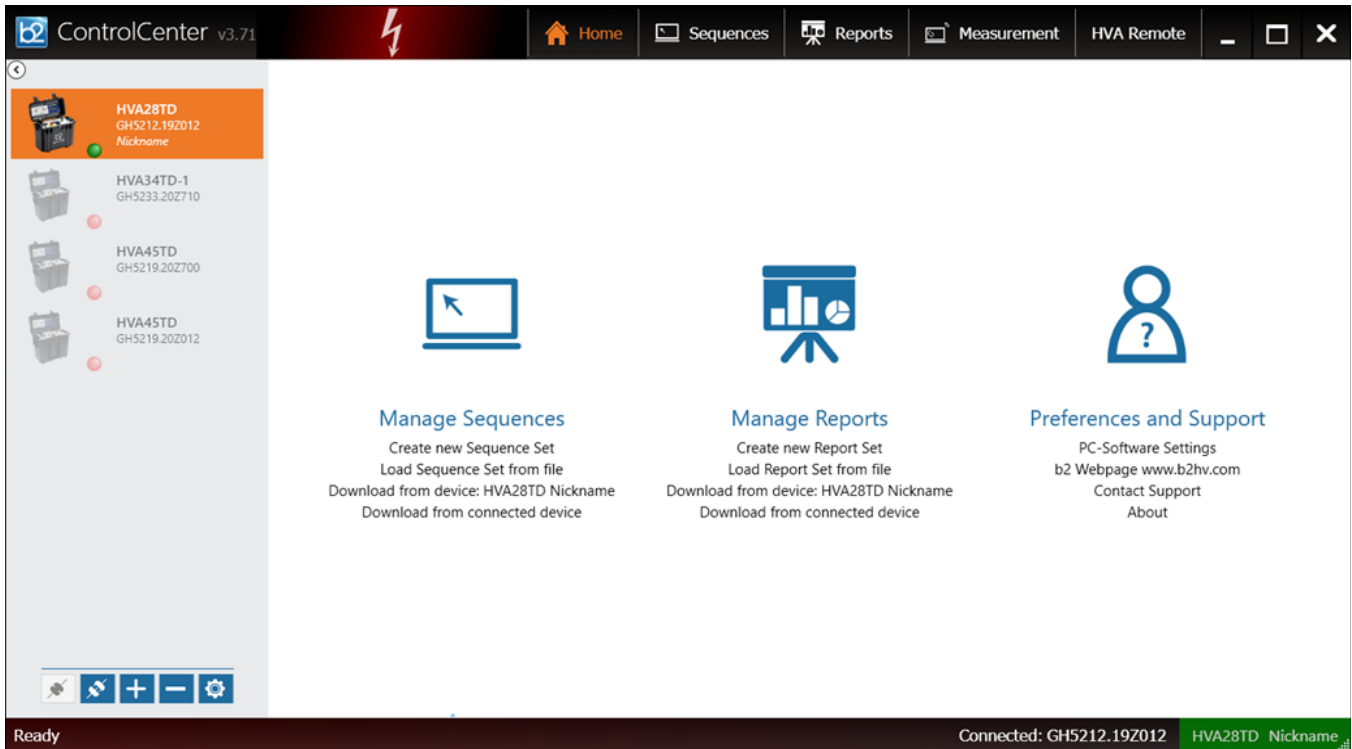 b2 ControlCenter v3.71
Home
Sequences
Reports
Measurement
HVA Remote
HVA28TD
GH5212.19Z012
Nickname
HVA34TD-1
GH5233.20Z710
HVA45TD
GH5219.20Z700
HVA45TD
GH5219.20Z012
Manage Sequences
Create new Sequence Set
Load Sequence Set from file
Download from device: HVA28TD Nickname
Download from connected device
Manage Reports
Create new Report Set
Load Report Set from file
Download from device: HVA28TD Nickname
Download from connected device
?
Preferences and Support
PC-Software Settings
b2 Webpage www.b2hv.com
Contact Support
About
Ready
Connected: GH5212.19Z012
HVA28TD Nickname